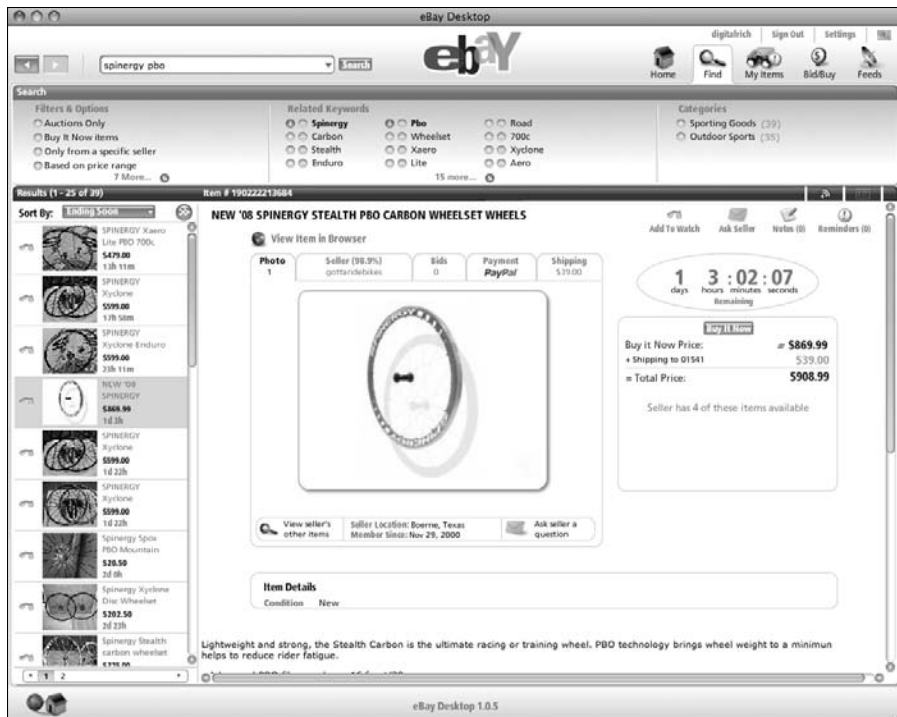 eBay Desktop
digitalrich Sign Out Settings
ebay
spinergy pbo Search
Home Find My Items Bid/Buy Feeds
Search
Filters & Options Related Keywords Categories
Auctions Only Spinergy Pbo Road Sporting Goods (39)
Buy It Now items Carbon Wheelset 700c Outdoor Sports (35)
Only from a specific seller Stealth Xaero Xyclone
Based on price range Enduro Lite Aero
7 More... 15 more...
Results (1 - 25 of 39) Item # 190222213684
Sort By: Ending Soon
SPINERGY Xaero
Lite PBO 700c
$479.00
13h 11m
SPINERGY
Xyclone
$599.00
17h 58m
SPINERGY
Xyclone Enduro
$599.00
23h 11m
NEW '08
SPINERGY
$869.99
1d 3h
SPINERGY
Xyclone
$599.00
1d 22h
SPINERGY
Xyclone
$599.00
1d 22h
Spinergy Spox
PBO Mountain
$20.50
2d 0h
Spinergy Xyclone
Disc Wheelset
$202.50
2d 23h
Spinergy Stealth
carbon wheelset
1 2
NEW '08 SPINERGY STEALTH PBO CARBON WHEELSET WHEELS
View Item in Browser
Add To Watch Ask Seller Notes (0) Reminders (0)
Photo Seller (98.9%) Bids Payment Shipping
1 gottandebikes 0 PayPal $39.00
1 3 : 02 : 07
days hours minutes seconds
Remaining
Buy It Now
Buy it Now Price: = $869.99
+ Shipping to 01541 $39.00
= Total Price: $908.99
Seller has 4 of these items available
View seller's other items
Seller Location: Boerne, Texas
Member Since: Nov 29, 2000
Ask seller a question
Item Details
Condition New
Lightweight and strong, the Stealth Carbon is the ultimate racing or training wheel. PBO technology brings wheel weight to a minimun
helps to reduce rider fatigue.
eBay Desktop 1.0.5